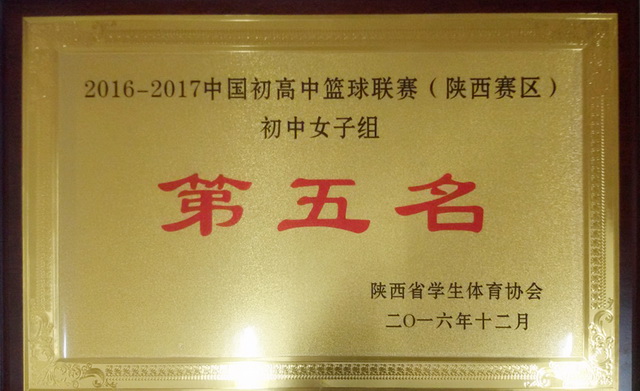 2016-2017中国初高中篮球联赛（陕西赛区）
初中女子组
第五名
陕西省学生体育协会
二〇一六年十二月